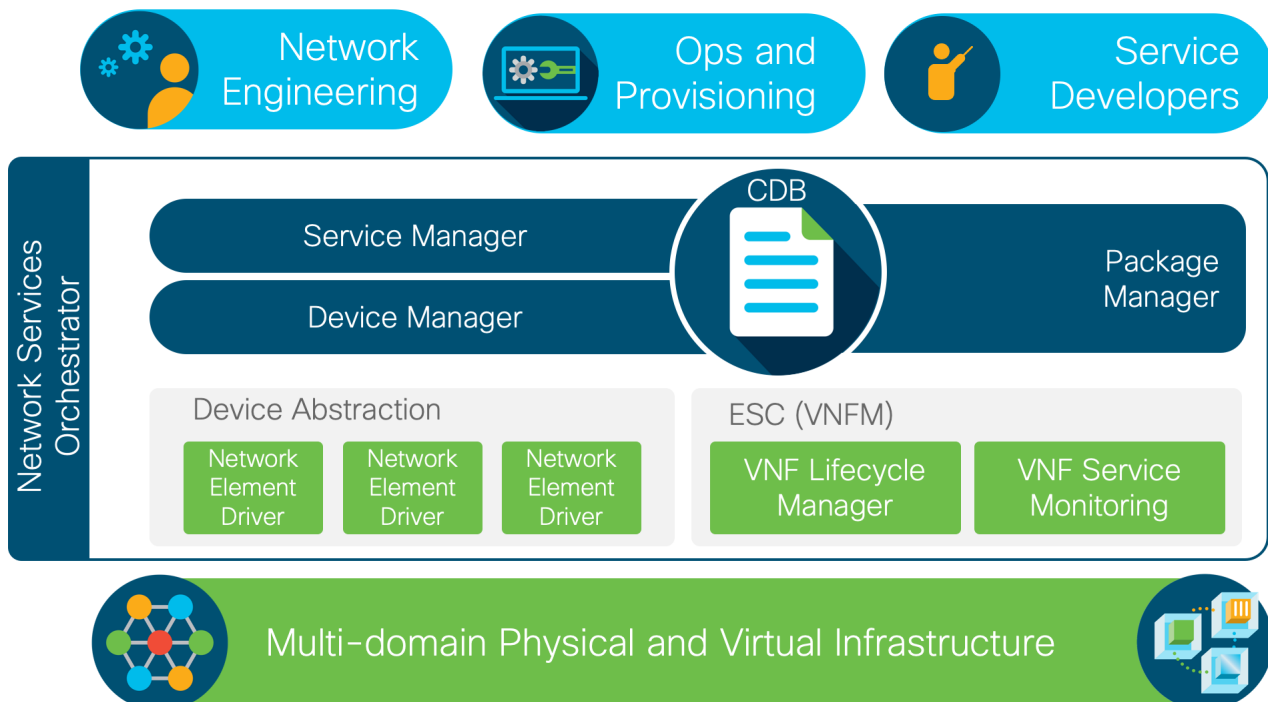 Network
Engineering
Ops and
Provisioning
Service
Developers
Network Services
Orchestrator
Service Manager
Device Manager
CDB
Package
Manager
Device Abstraction
Network
Element
Driver
Network
Element
Driver
Network
Element
Driver
ESC (VNFM)
VNF Lifecycle
Manager
VNF Service
Monitoring
Multi-domain Physical and Virtual Infrastructure